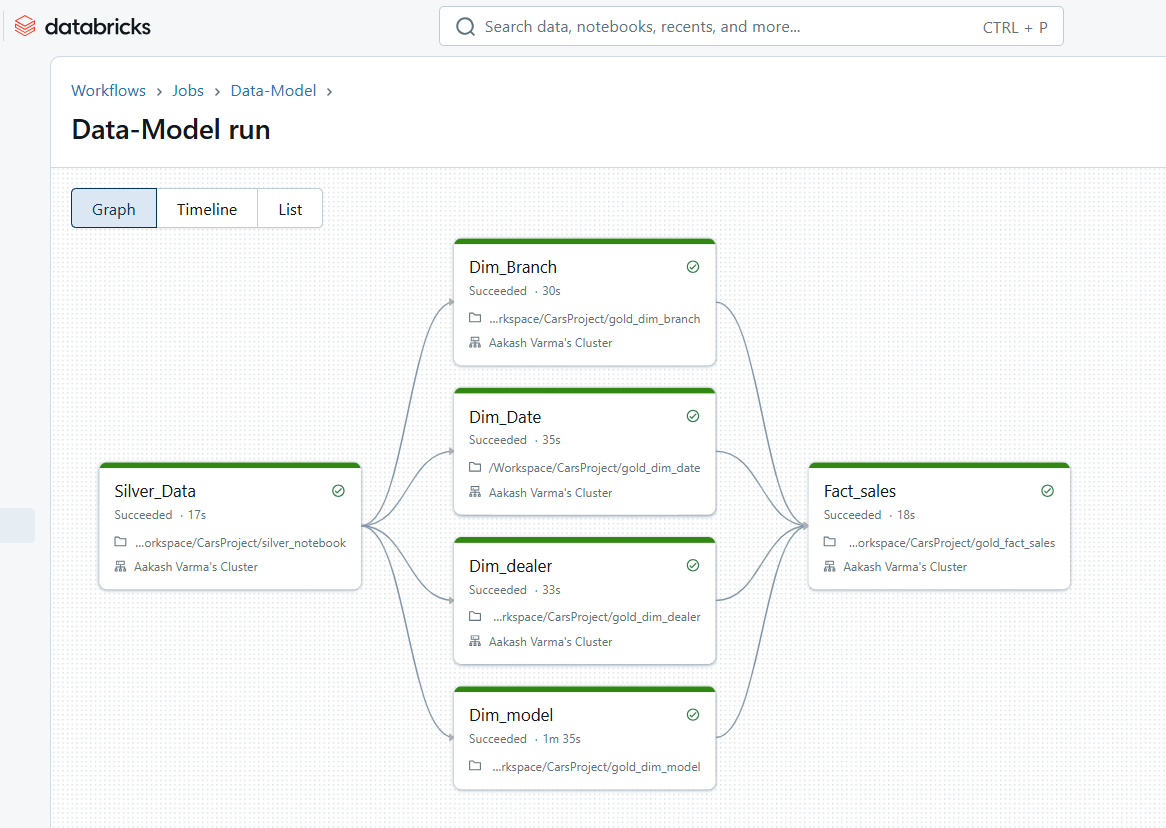 databricks
Search data, notebooks, recents, and more... CTRL + P
Workflows > Jobs > Data-Model >
Data-Model run
Graph Timeline List
Dim_Branch
Succeeded · 30s
...rkspace/CarsProject/gold_dim_branch
Aakash Varma's Cluster
Dim_Date
Succeeded · 35s
/Workspace/CarsProject/gold_dim_date
Aakash Varma's Cluster
Silver_Data
Succeeded · 17s
...orkspace/CarsProject/silver_notebook
Aakash Varma's Cluster
Fact_sales
Succeeded · 18s
...orkspace/CarsProject/gold_fact_sales
Aakash Varma's Cluster
Dim_dealer
Succeeded · 33s
...rkspace/CarsProject/gold_dim_dealer
Aakash Varma's Cluster
Dim_model
Succeeded · 1m 35s
...rkspace/CarsProject/gold_dim_model